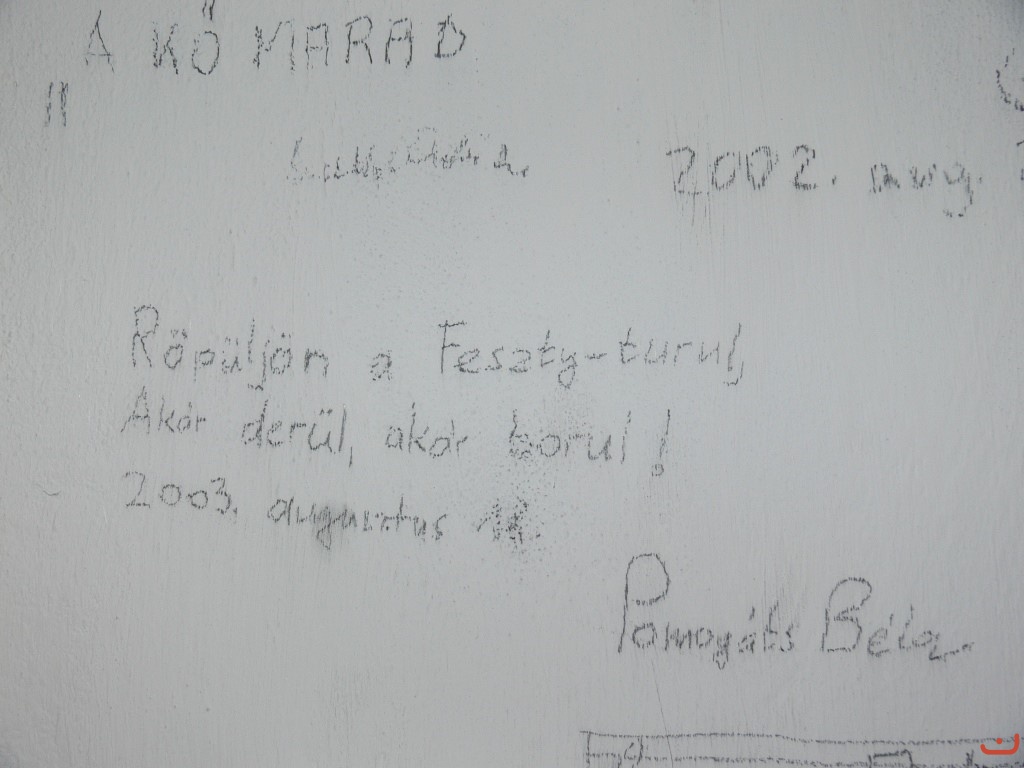 A KŐ MARAD
"
2002. aug.
Röpüljön a Feszty-turul,
Akár derül, akár borul!
2003. augusztus
Pomogáts Béla